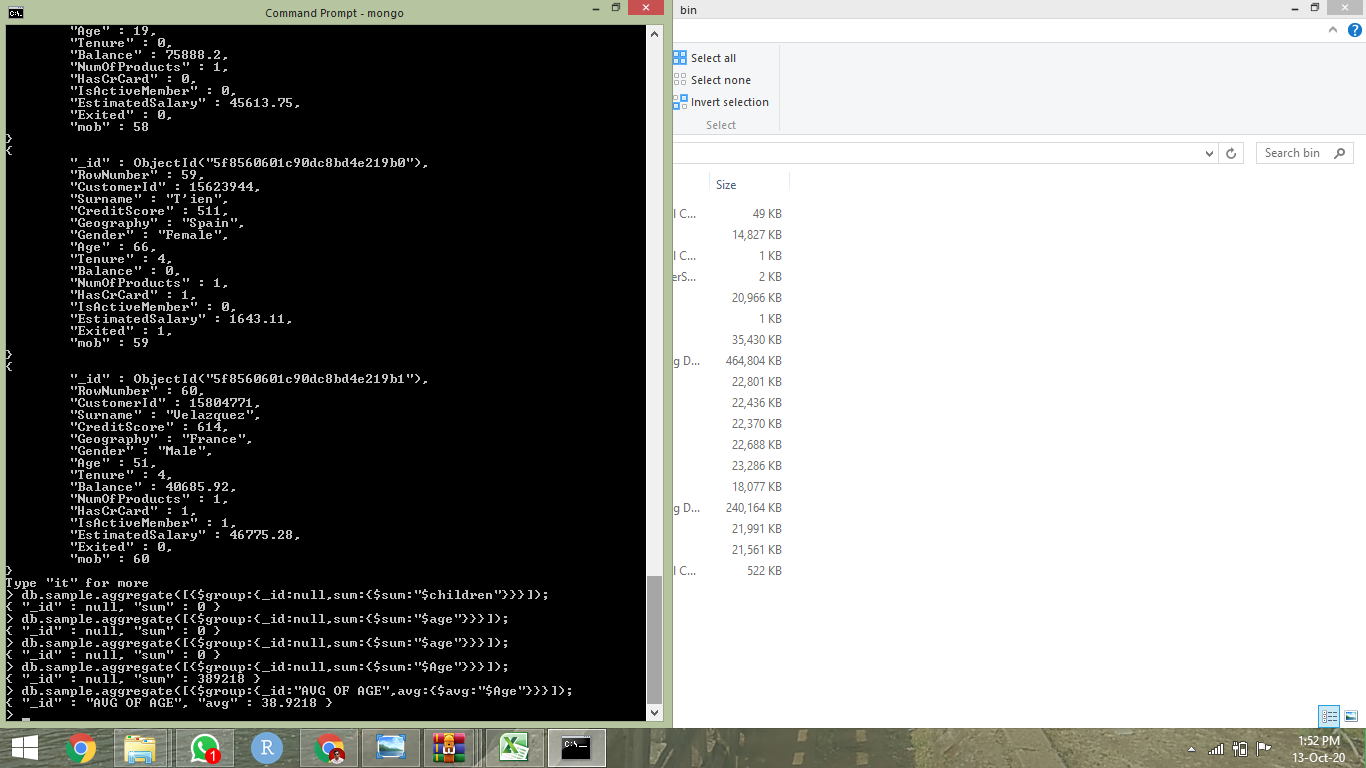 Command Prompt - mongo
"Age" : 19,
"Tenure" : 0,
"Balance" : 75888.2,
"NumOfProducts" : 1,
"HasCrCard" : 0,
"IsActiveMember" : 0,
"EstimatedSalary" : 45613.75,
"Exited" : 0,
"mob" : 58
}
{
"_id" : ObjectId("5f8560601c90dc8bd4e219b0"),
"RowNumber" : 59,
"CustomerId" : 15623944,
"Surname" : "T'ien",
"CreditScore" : 511,
"Geography" : "Spain",
"Gender" : "Female",
"Age" : 66,
"Tenure" : 4,
"Balance" : 0,
"NumOfProducts" : 1,
"HasCrCard" : 1,
"IsActiveMember" : 0,
"EstimatedSalary" : 1643.11,
"Exited" : 1,
"mob" : 59
}
{
"_id" : ObjectId("5f8560601c90dc8bd4e219b1"),
"RowNumber" : 60,
"CustomerId" : 15804771,
"Surname" : "Velazquez",
"CreditScore" : 614,
"Geography" : "France",
"Gender" : "Male",
"Age" : 51,
"Tenure" : 4,
"Balance" : 40685.92,
"NumOfProducts" : 1,
"HasCrCard" : 1,
"IsActiveMember" : 1,
"EstimatedSalary" : 46775.28,
"Exited" : 0,
"mob" : 60
}
Type "it" for more
> db.sample.aggregate([{$group:{_id:null,sum:{$sum:"$children"}}}]);
{ "_id" : null, "sum" : 0 }
> db.sample.aggregate([{$group:{_id:null,sum:{$sum:"$age"}}}]);
{ "_id" : null, "sum" : 0 }
> db.sample.aggregate([{$group:{_id:null,sum:{$sum:"$age"}}}]);
{ "_id" : null, "sum" : 0 }
> db.sample.aggregate([{$group:{_id:null,sum:{$sum:"$Age"}}}]);
{ "_id" : null, "sum" : 389218 }
> db.sample.aggregate([{$group:{_id:"AVG OF AGE",avg:{$avg:"$Age"}}}]);
{ "_id" : "AVG OF AGE", "avg" : 38.9218 }
>
bin
Select all
Select none
Invert selection
Select
Search bin
Size
l C... 49 KB
14,827 KB
l C... 1 KB
erS... 2 KB
20,966 KB
1 KB
35,430 KB
g D... 464,804 KB
22,801 KB
22,436 KB
22,370 KB
22,688 KB
23,286 KB
18,077 KB
g D... 240,164 KB
21,991 KB
21,561 KB
l C... 522 KB
1
R
1:52 PM
13-Oct-20